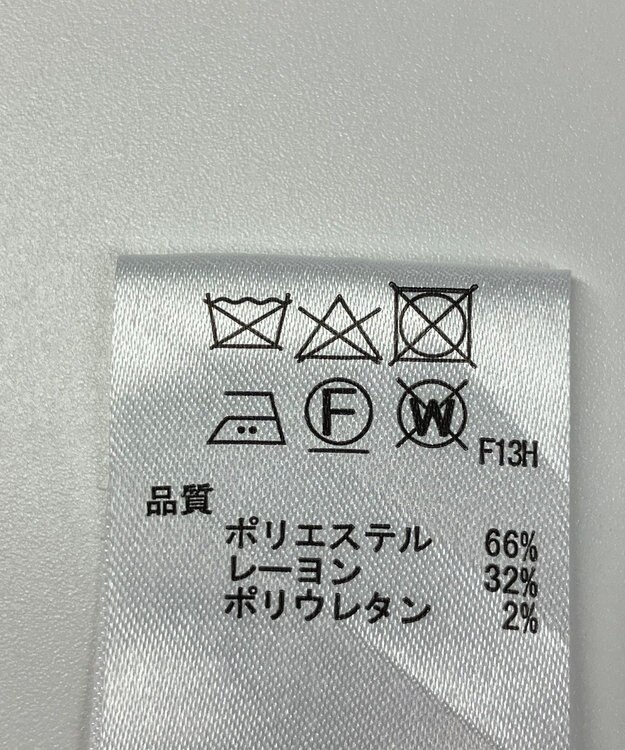 F W F13H
品質
ポリエステル 66%
レーヨン 32%
ポリウレタン 2%